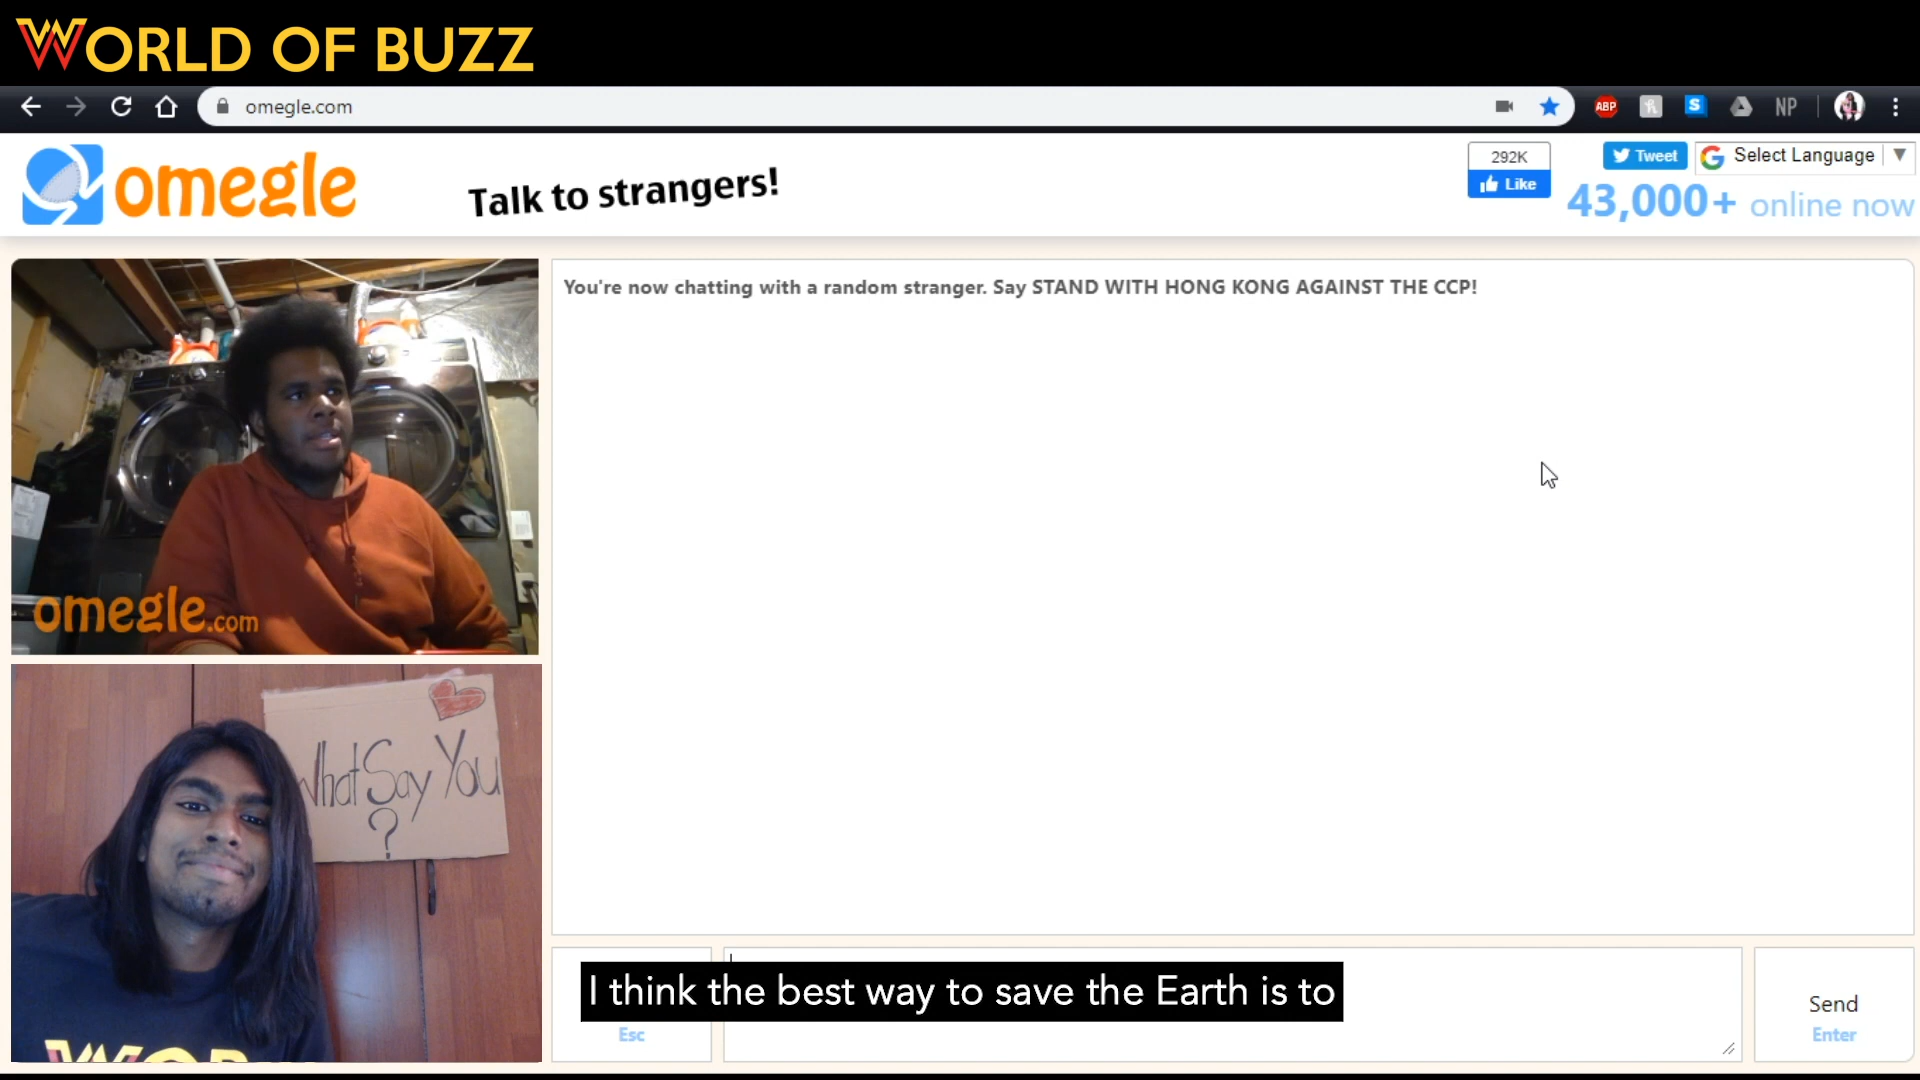 WORLD OF BUZZ
omegle.com
ABP
S
NP
omegle
Talk to strangers!
292K
Like
Tweet
Select Language
43,000+ online now
You're now chatting with a random stranger. Say STAND WITH HONG KONG AGAINST THE CCP!
omegle.com
What Say You
?
I think the best way to save the Earth is to
Esc
Send
Enter